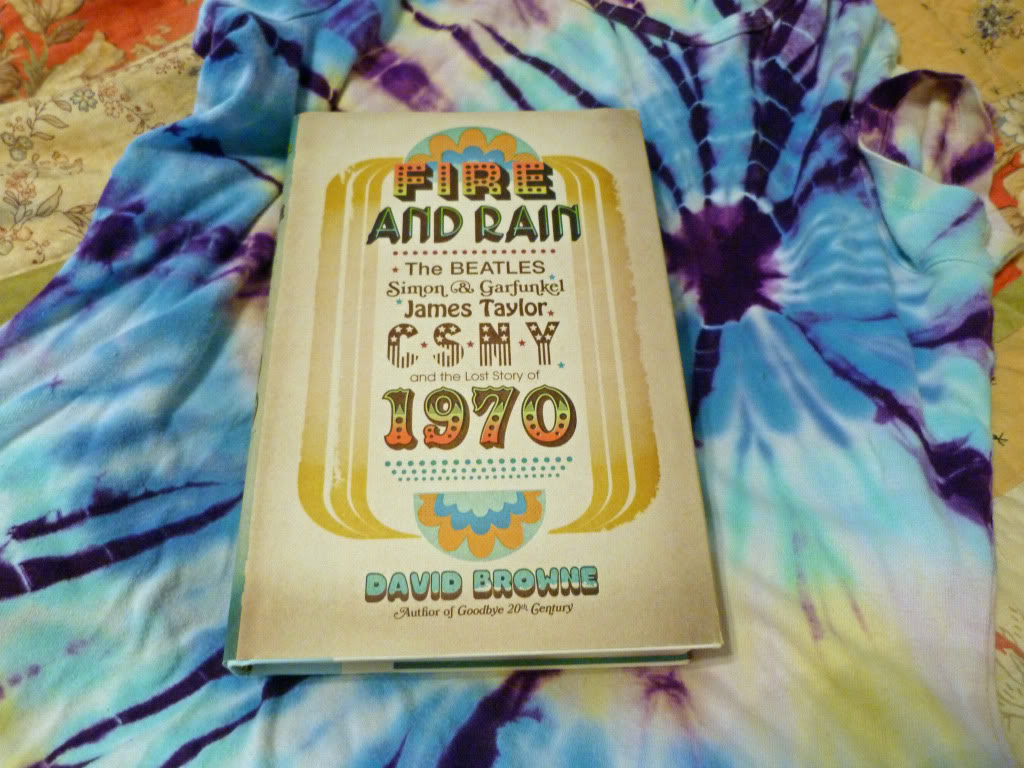 FIRE
AND RAIN
The BEATLES
Simon & Garfunkel
James Taylor
CSNY
and the Lost Story of
1970
DAVID BROWNE
Author of Goodbye 20th Century